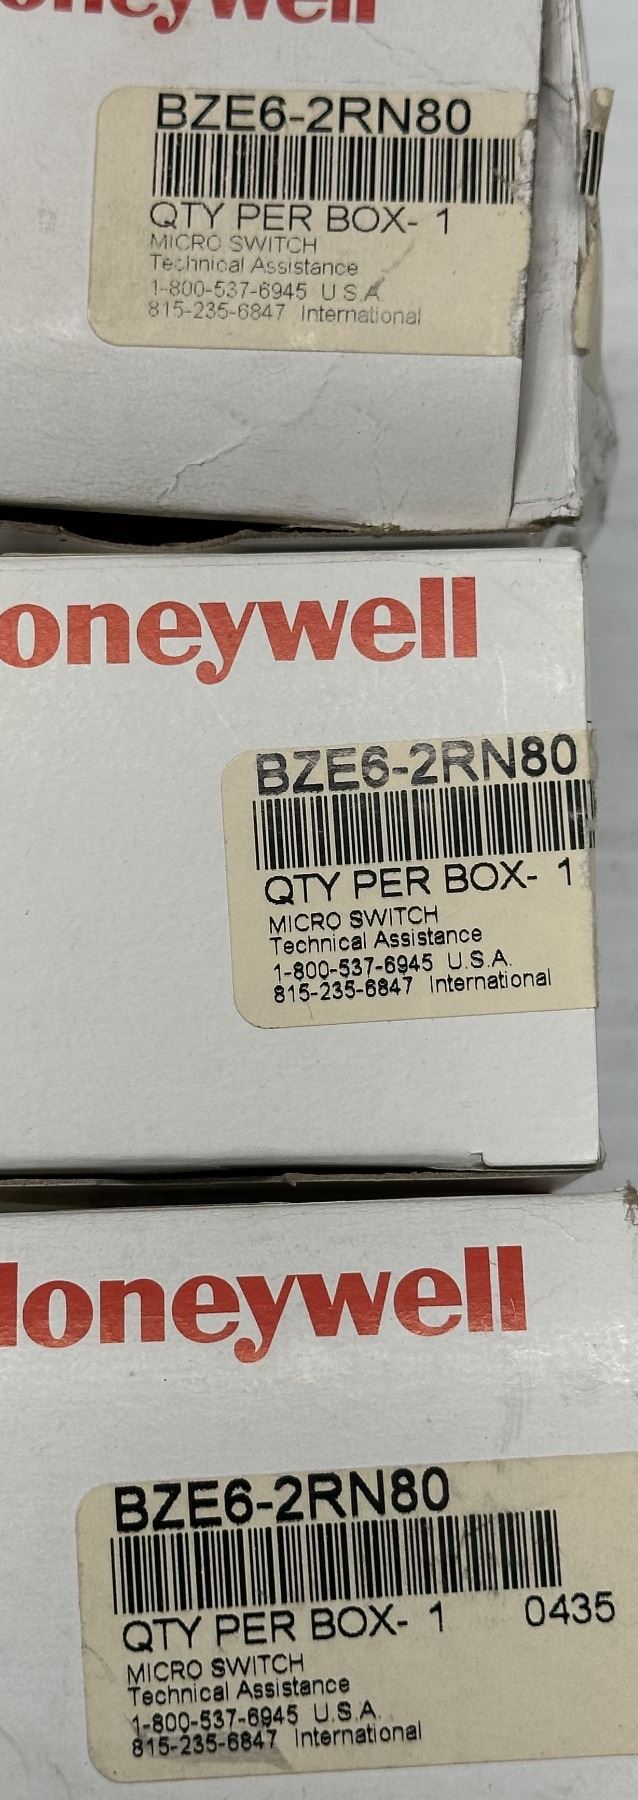 oneywell
BZE6-2RN80
QTY PER BOX- 1
MICRO SWITCH
Technical Assistance
1-800-537-6945 U.S.A.
815-235-6847 International
oneywell
BZE6-2RN80
QTY PER BOX- 1
MICRO SWITCH
Technical Assistance
1-800-537-6945 U.S.A.
815-235-6847 International
Honeywell
BZE6-2RN80
QTY PER BOX- 1 0435
MICRO SWITCH
Technical Assistance
1-800-537-6945 U.S.A.
815-235-6847 International